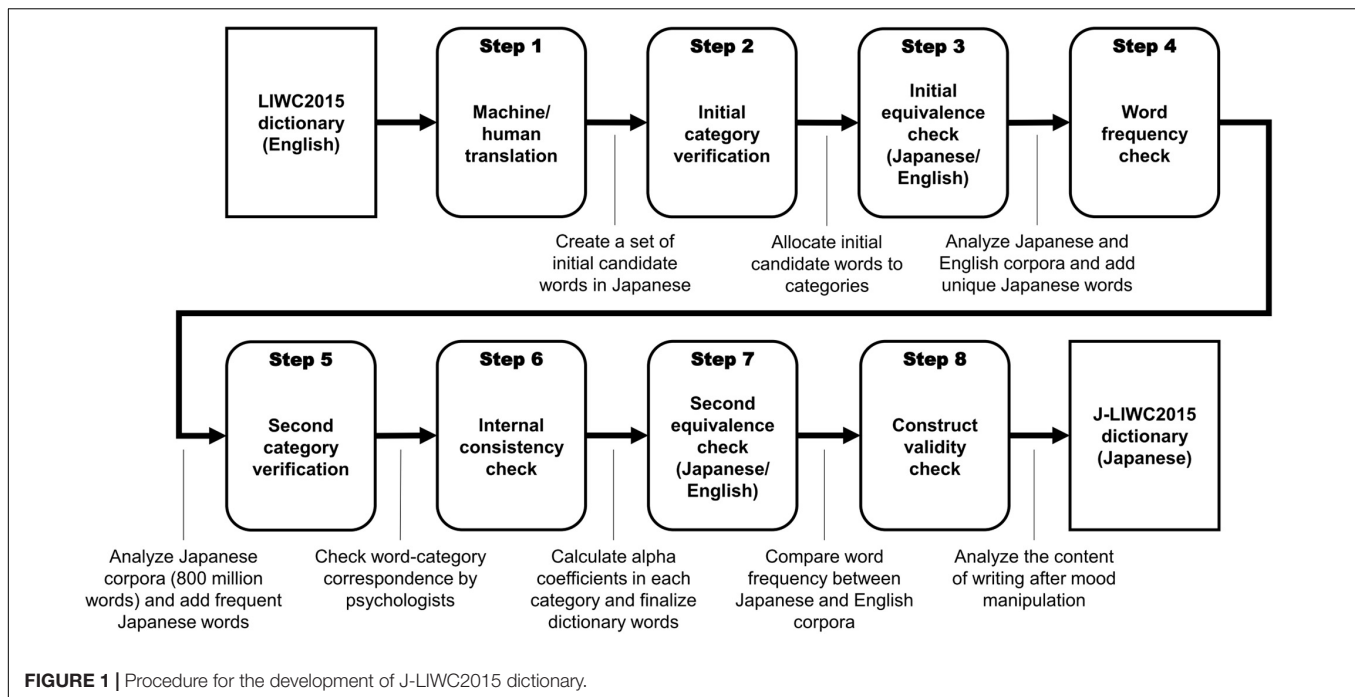 LIWC2015
dictionary
(English)
Step 1
Machine/
human
translation
Step 2
Initial
category
verification
Step 3
Initial
equivalence
check
(Japanese/
English)
Step 4
Word
frequency
check
Create a set of
initial candidate
words in Japanese
Allocate initial
candidate words to
categories
Analyze Japanese and
English corpora and add
unique Japanese words
Step 5
Second
category
verification
Step 6
Internal
consistency
check
Step 7
Second
equivalence
check
(Japanese/
English)
Step 8
Construct
validity
check
J-LIWC2015
dictionary
(Japanese)
Analyze Japanese
corpora (800 million
words) and add frequent
Japanese words
Check word-category
correspondence by
psychologists
Calculate alpha
coefficients in each
category and finalize
dictionary words
Compare word
frequency between
Japanese and English
corpora
Analyze the content
of writing after mood
manipulation
FIGURE 1 | Procedure for the development of J-LIWC2015 dictionary.